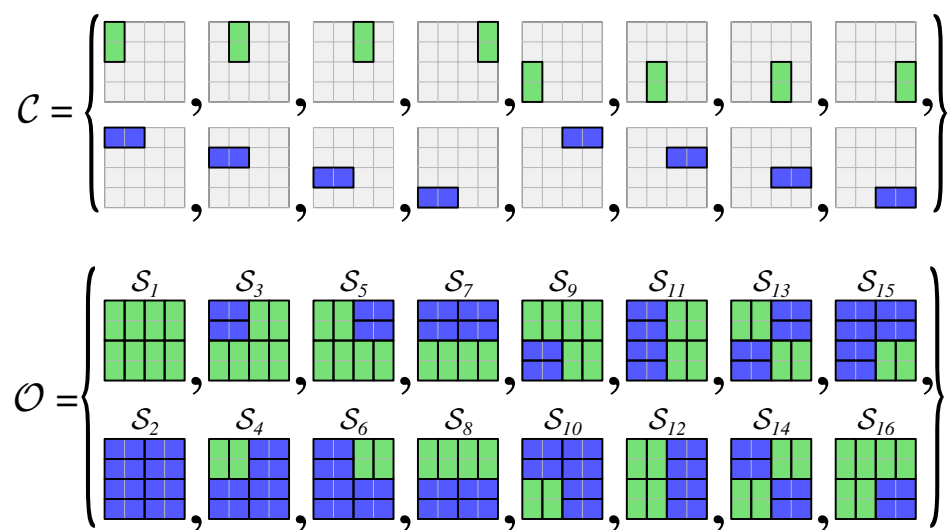 C = { , , , , , , , ,
, , , , , , , }
S1 S3 S5 S7 S9 S11 S13 S15
O = { , , , , , , , ,
S2 S4 S6 S8 S10 S12 S14 S16
, , , , , , , }